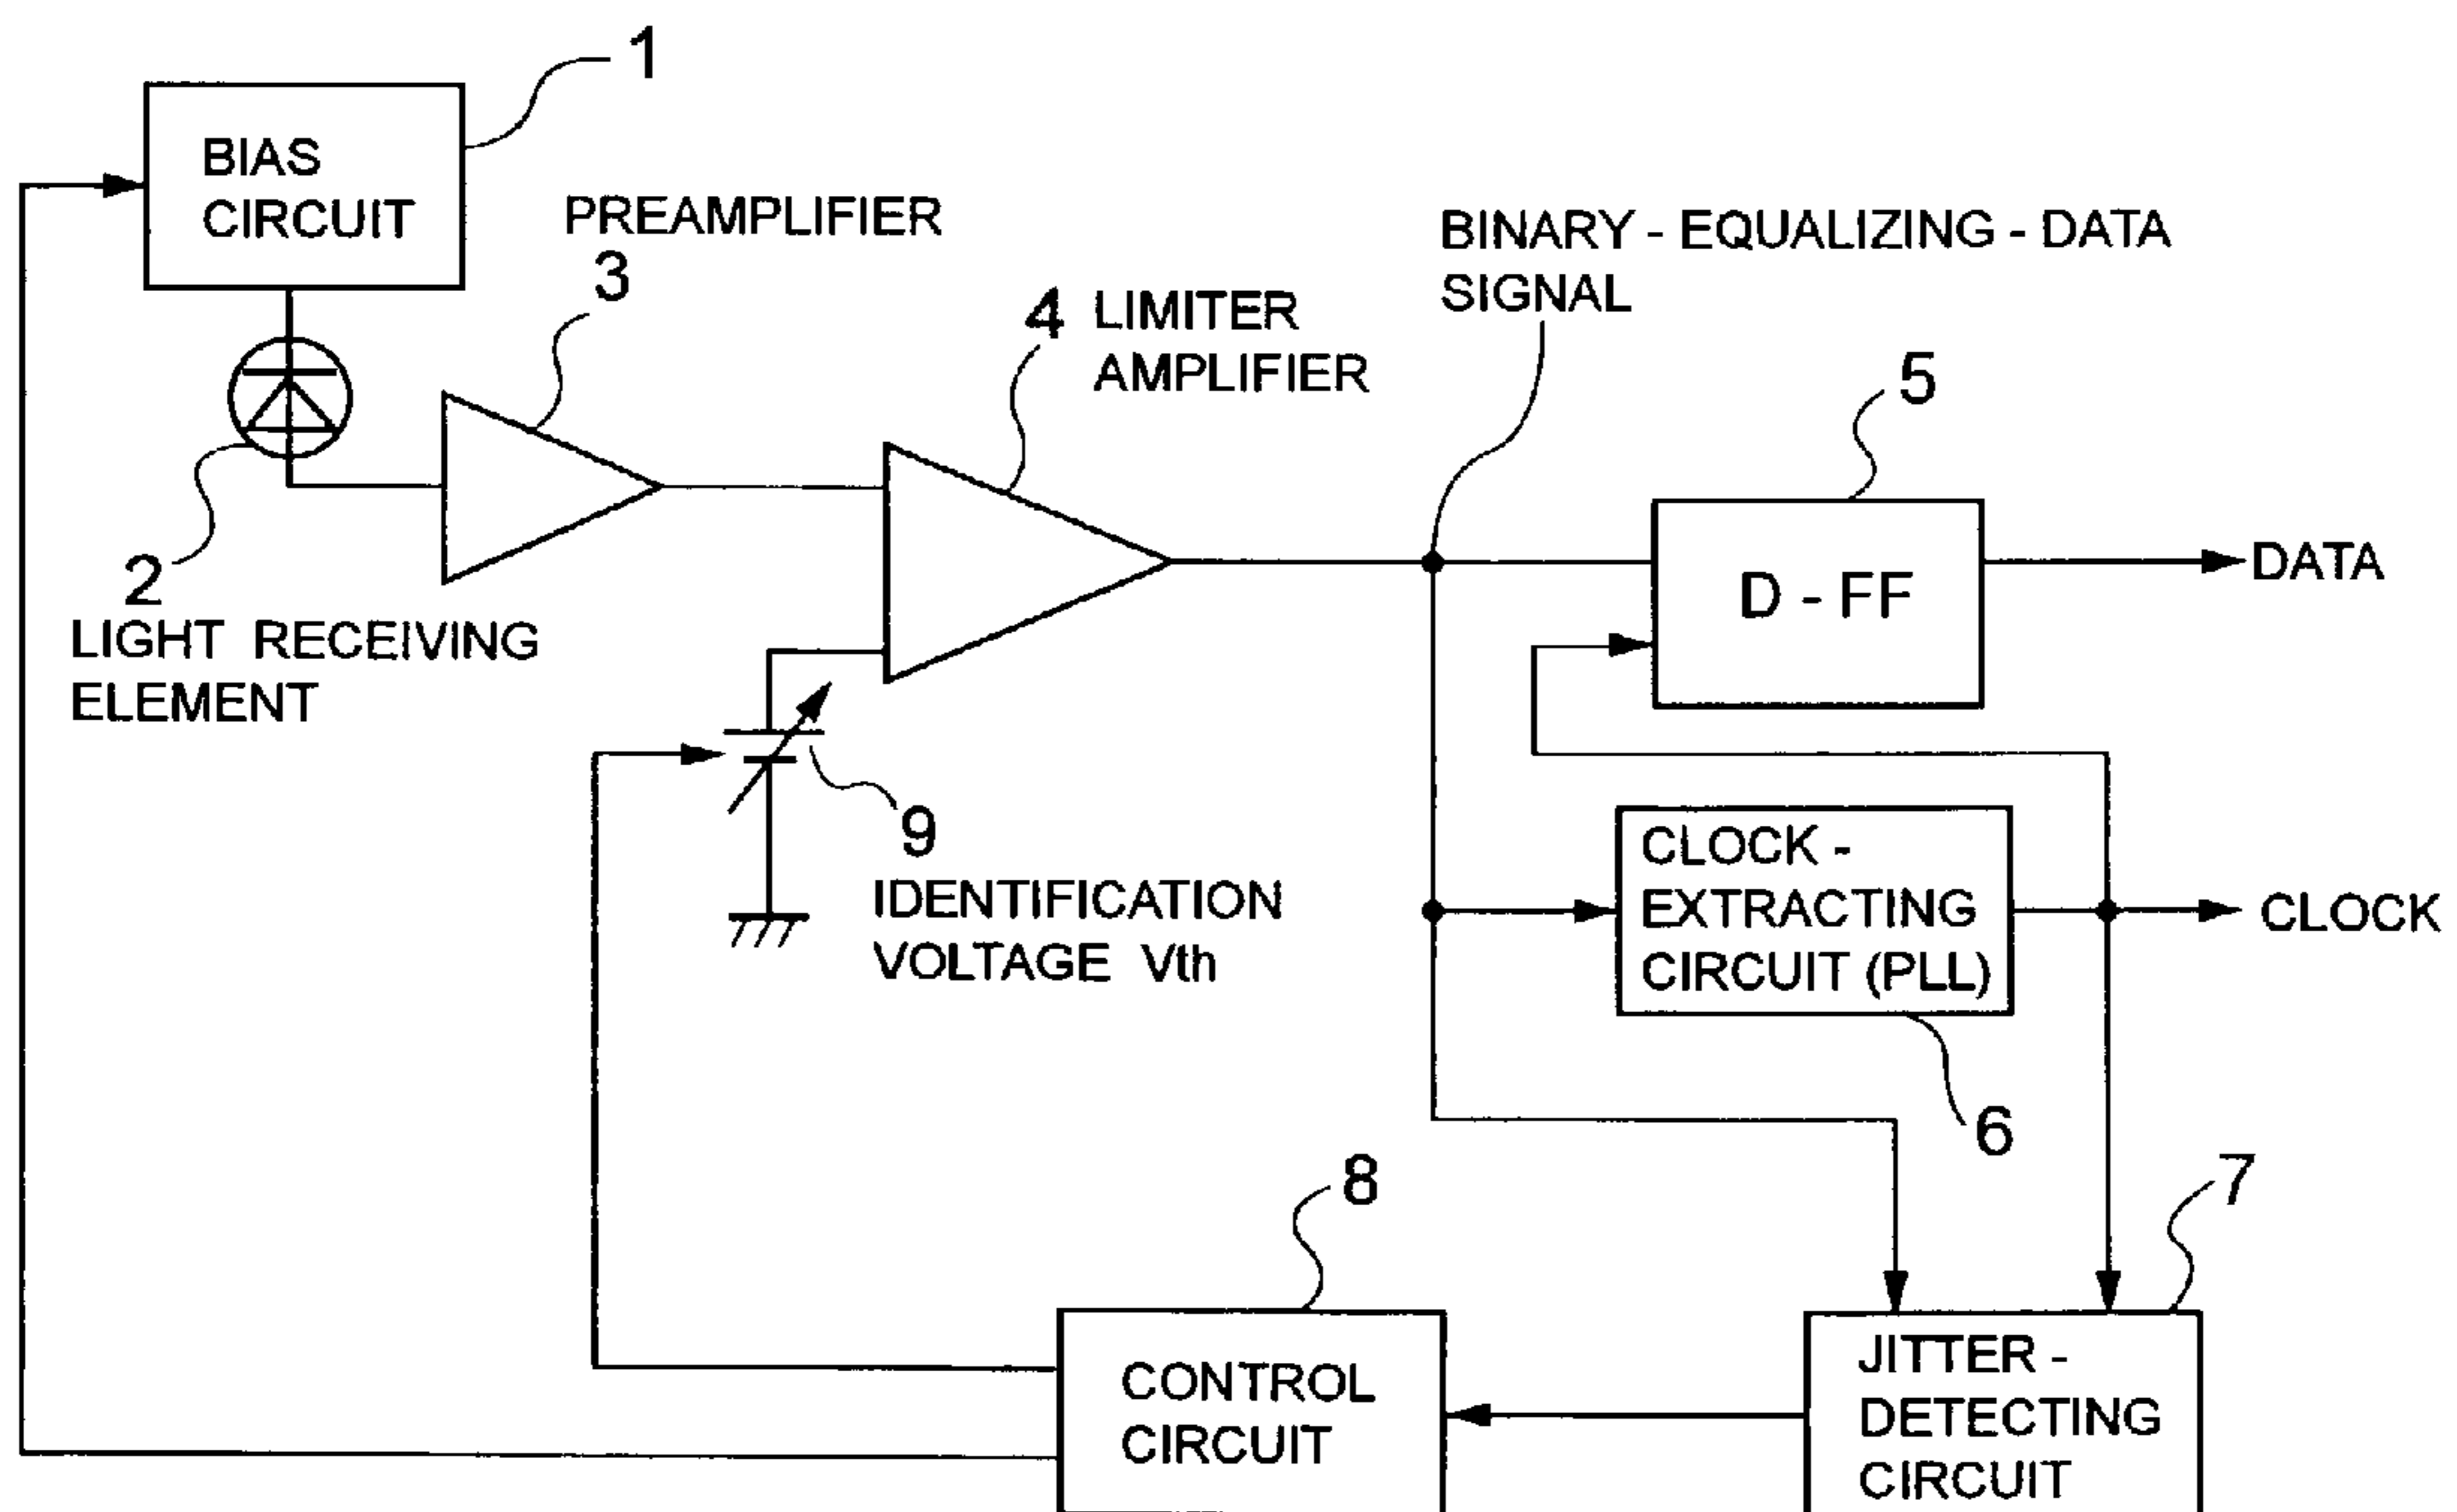 1
BIAS
CIRCUIT
PREAMPLIFIER
3
4 LIMITER
AMPLIFIER
BINARY - EQUALIZING - DATA
SIGNAL
5
2
LIGHT RECEIVING
ELEMENT
D - FF
DATA
9
IDENTIFICATION
VOLTAGE Vth
CLOCK -
EXTRACTING
CIRCUIT (PLL)
CLOCK
6
8
7
CONTROL
CIRCUIT
JITTER -
DETECTING
CIRCUIT